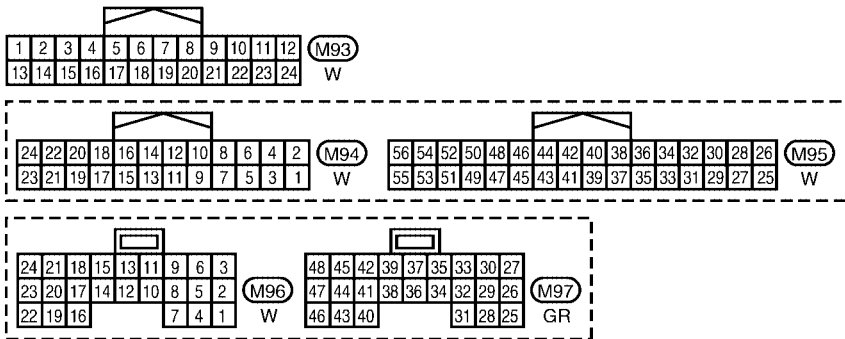 1 2 3 4 5 6 7 8 9 10 11 12
13 14 15 16 17 18 19 20 21 22 23 24
M93
W
24 22 20 18 16 14 12 10 8 6 4 2
23 21 19 17 15 13 11 9 7 5 3 1
M94
W
56 54 52 50 48 46 44 42 40 38 36 34 32 30 28 26
55 53 51 49 47 45 43 41 39 37 35 33 31 29 27 25
M95
W
24 21 18 15 13 11 9 6 3
23 20 17 14 12 10 8 5 2
22 19 16 7 4 1
M96
W
48 45 42 39 37 35 33 30 27
47 44 41 38 36 34 32 29 26
46 43 40 31 28 25
M97
GR